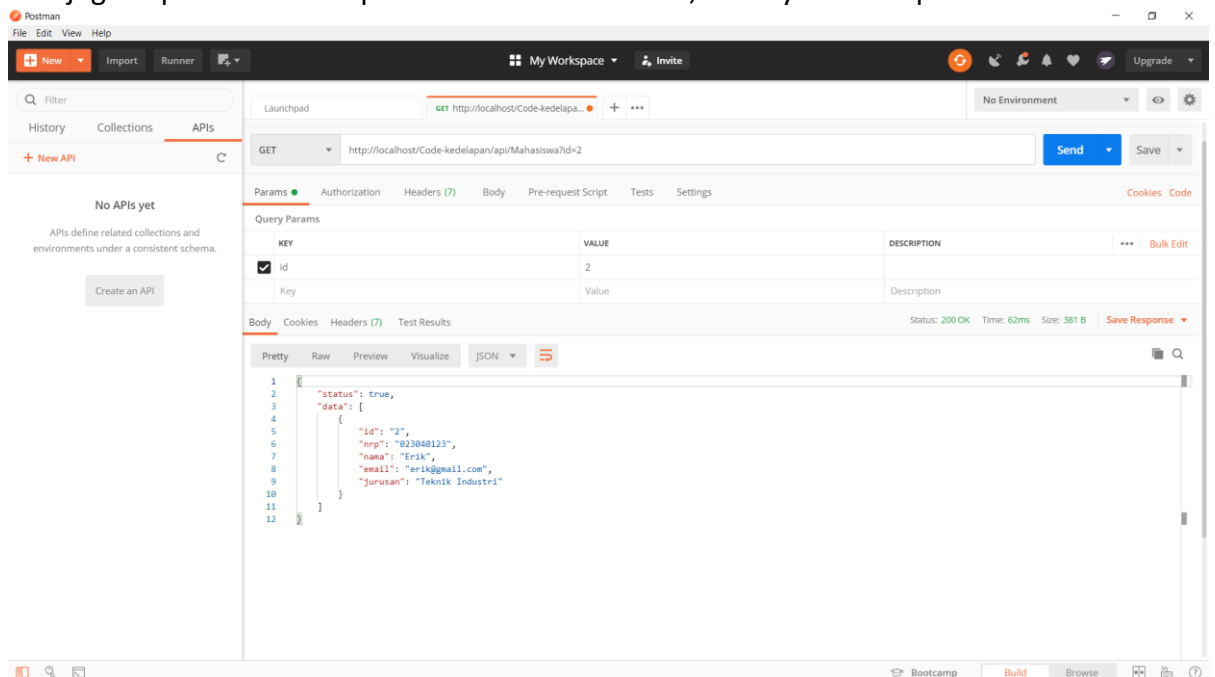 Postman
File Edit View Help
New Import Runner My Workspace Invite Upgrade
Filter
History Collections APIs
+ New API
No APIs yet
APIs define related collections and
environments under a consistent schema.
Create an API
Launchpad GET http://localhost/Code-kedelapa... + ••• No Environment
GET http://localhost/Code-kedelapan/api/Mahasiswa?id=2 Send Save
Params Authorization Headers (7) Body Pre-request Script Tests Settings Cookies Code
Query Params
KEY VALUE DESCRIPTION ••• Bulk Edit
id 2
Key Value Description
Body Cookies Headers (7) Test Results Status: 200 OK Time: 62ms Size: 381 B Save Response
Pretty Raw Preview Visualize JSON
1 {
2 "status": true,
3 "data": [
4 {
5 "id": "2",
6 "nrp": "023040123",
7 "nama": "Erik",
8 "email": "erik@gmail.com",
9 "jurusan": "Teknik Industri"
10 }
11 ]
12 }
Bootcamp Build Browse